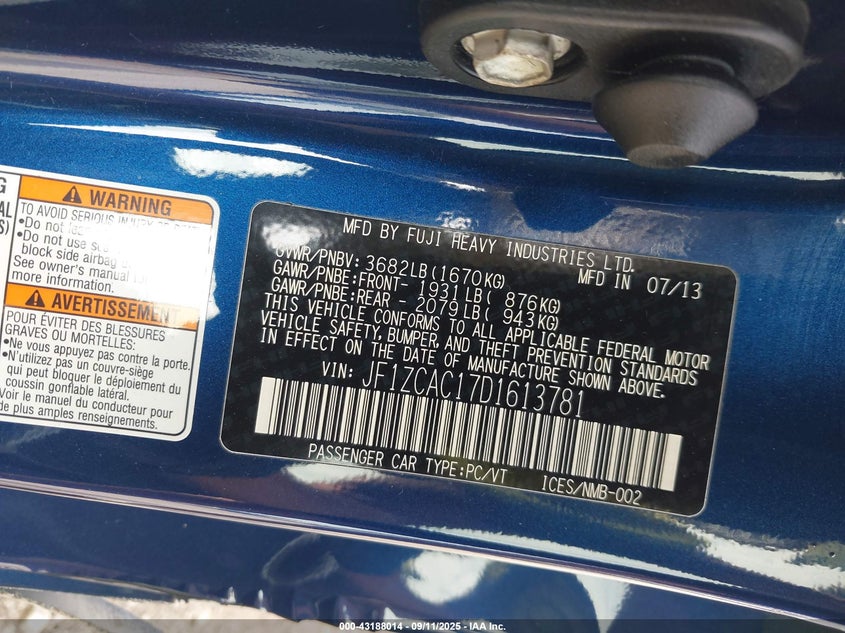 G
AL
S)
WARNING
TO AVOID SERIOUS INJURY
•Do not
•Do not use
block side airbag
See owner's manual
more information.
AVERTISSEMENT
POUR ÉVITER DES BLESSURES
GRAVES OU MORTELLES:
•Ne vous appuyez pas contre la porte.
•N'utilizez pas un couvre-siège
qui peut bloquer le déploiement du
coussin gonflable latéral.
Voir le manuel du conducteur pour
de plus amples renseignements.
MFD BY FUJI HEAVY INDUSTRIES LTD.
MFD IN 07/13
GVWR/PNBV: 3682LB(1670KG)
GAWR/PNBE:FRONT- 1931LB( 876KG)
GAWR/PNBE:REAR - 2079LB( 943KG)
THIS VEHICLE CONFORMS TO ALL APPLICABLE FEDERAL MOTOR
VEHICLE SAFETY, BUMPER, AND THEFT PREVENTION STANDARDS
IN EFFECT ON THE DATE OF MANUFACTURE SHOWN ABOVE.
VIN: JF1ZCAC17D1613781
PASSENGER CAR TYPE:PC/VT
ICES/NMB-002
000-43188014 - 09/11/2025 - IAA Inc.